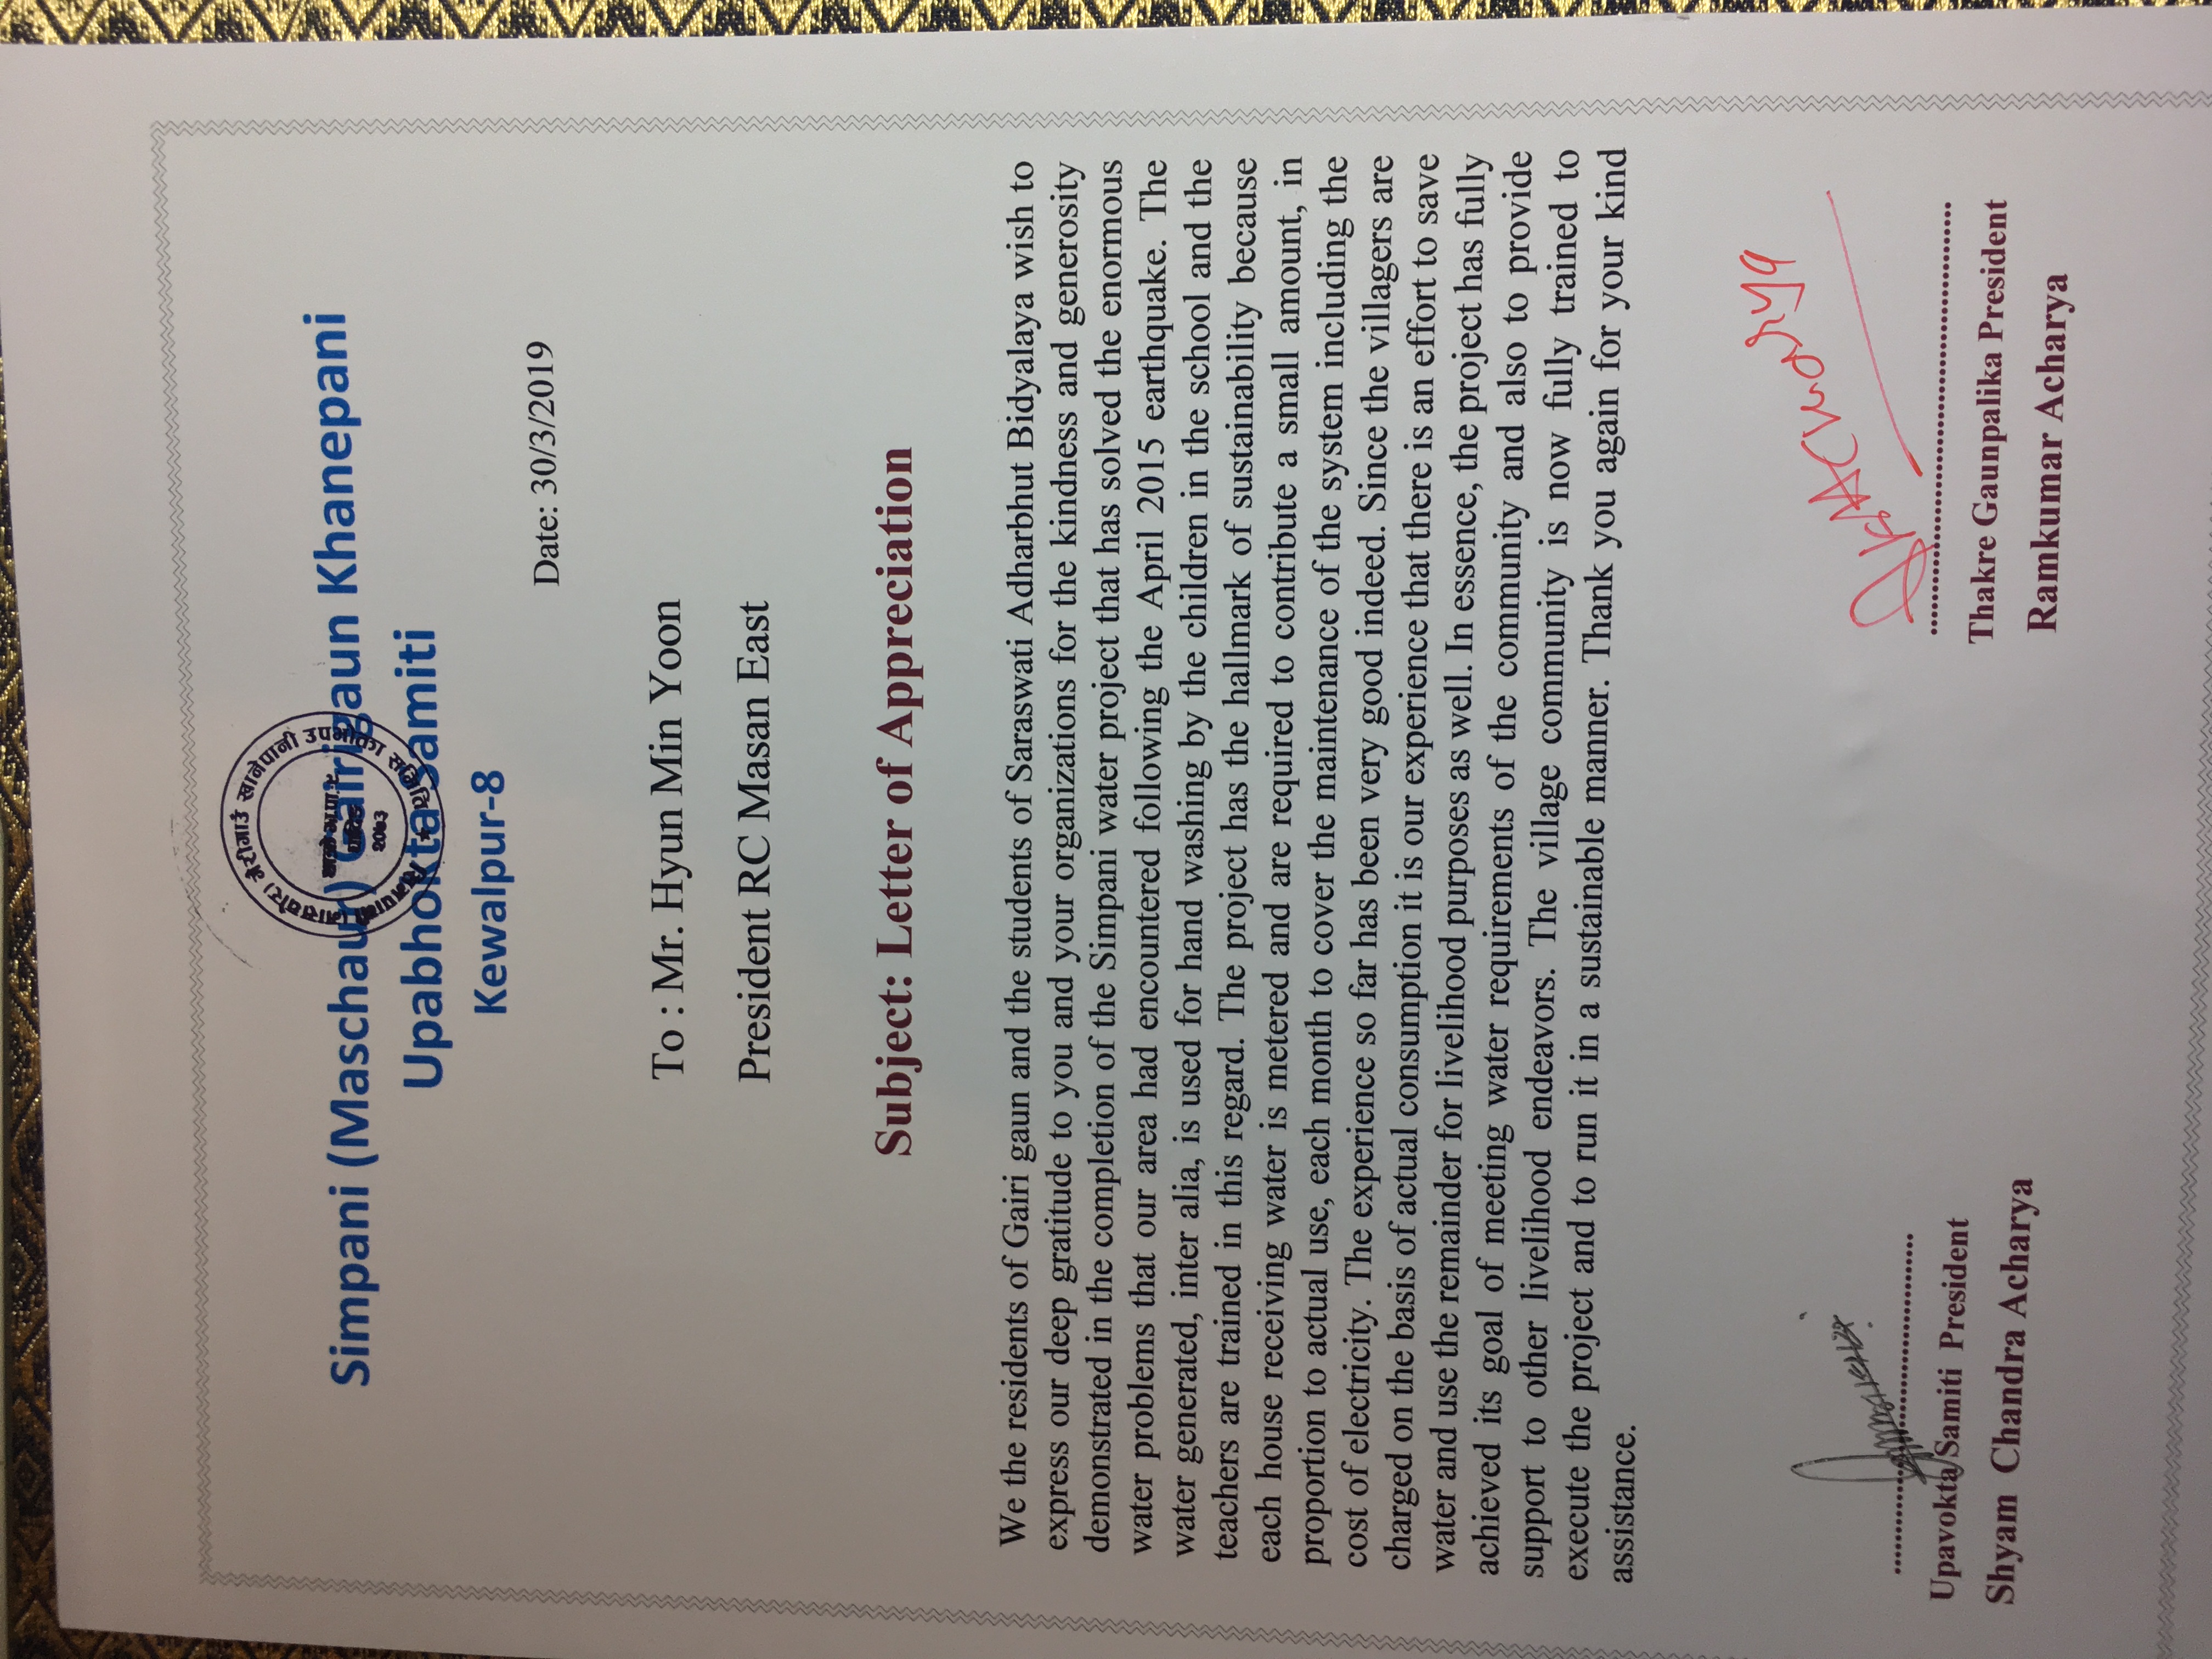 गैरीगाउँ खानेपानी उपभोक्ता समिति
धादिङ
२०७३
Simpani (Maschaur) Gairigaun Khanepani
Upabhokta Samiti
Kewalpur-8
Date: 30/3/2019
To : Mr. Hyun Min Yoon
President RC Masan East
Subject: Letter of Appreciation
We the residents of Gairi gaun and the students of Saraswati Adharbhut Bidyalaya wish to
express our deep gratitude to you and your organizations for the kindness and generosity
demonstrated in the completion of the Simpani water project that has solved the enormous
water problems that our area had encountered following the April 2015 earthquake. The
water generated, inter alia, is used for hand washing by the children in the school and the
teachers are trained in this regard. The project has the hallmark of sustainability because
each house receiving water is metered and are required to contribute a small amount, in
proportion to actual use, each month to cover the maintenance of the system including the
cost of electricity. The experience so far has been very good indeed. Since the villagers are
charged on the basis of actual consumption it is our experience that there is an effort to save
water and use the remainder for livelihood purposes as well. In essence, the project has fully
achieved its goal of meeting water requirements of the community and also to provide
support to other livelihood endeavors. The village community is now fully trained to
execute the project and to run it in a sustainable manner. Thank you again for your kind
assistance.
RkAcharya
Upavokta Samiti President
Shyam Chandra Acharya
Thakre Gaunpalika President
Ramkumar Acharya